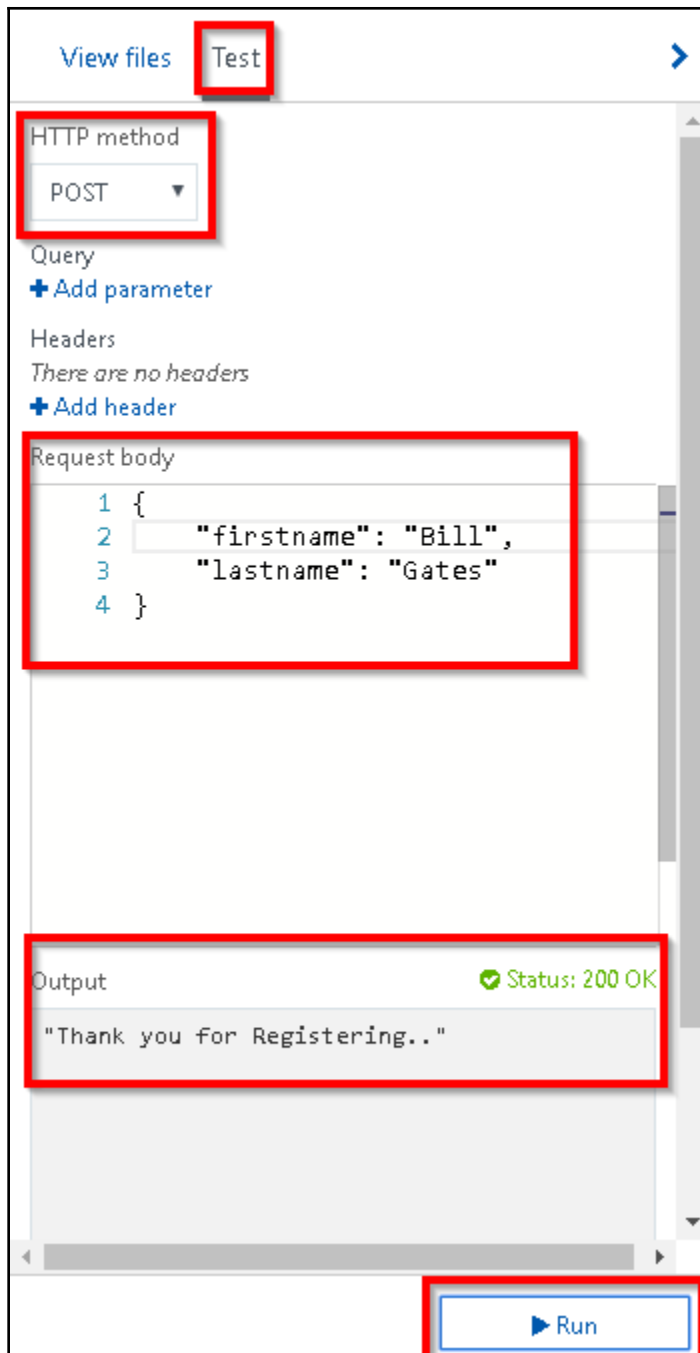 View files Test
HTTP method
POST
Query
Add parameter
Headers
There are no headers
Add header
Request body
1 {
2 "firstname": "Bill",
3 "lastname": "Gates"
4 }
Output Status: 200 OK
"Thank you for Registering.."
Run